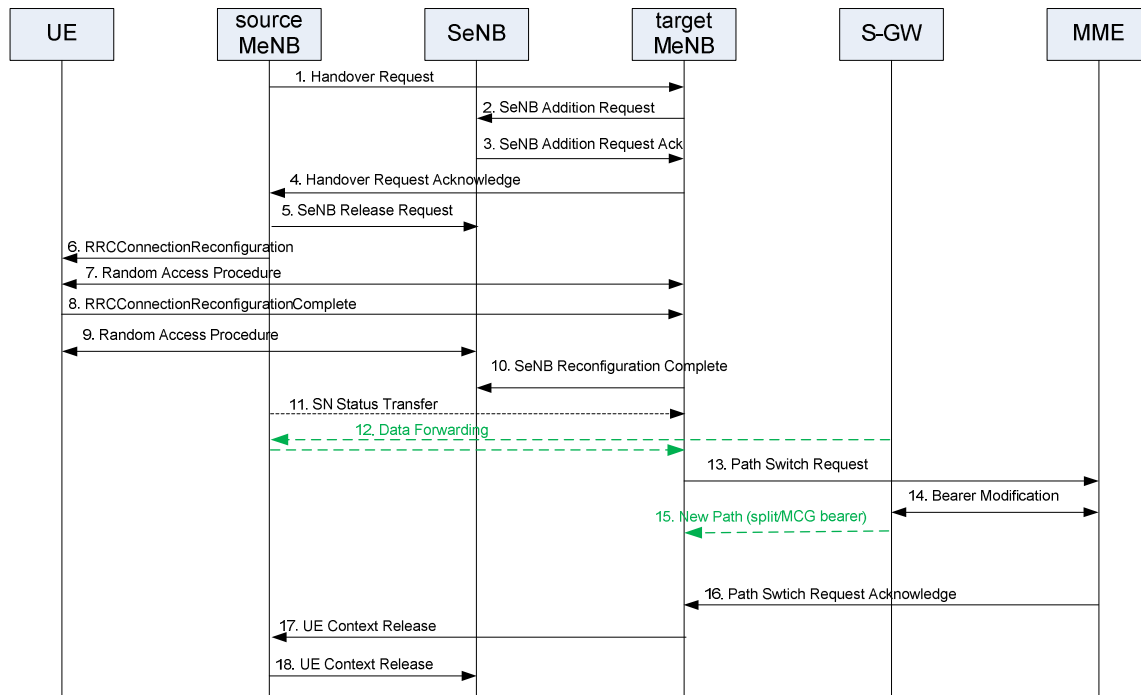 UE
source
MeNB
SeNB
target
MeNB
S-GW
MME
1. Handover Request
2. SeNB Addition Request
3. SeNB Addition Request Ack
4. Handover Request Acknowledge
5. SeNB Release Request
6. RRCConnectionReconfiguration
7. Random Access Procedure
8. RRCConnectionReconfigurationComplete
9. Random Access Procedure
10. SeNB Reconfiguration Complete
11. SN Status Transfer
12. Data Forwarding
13. Path Switch Request
14. Bearer Modification
15. New Path (split/MCG bearer)
16. Path Swtich Request Acknowledge
17. UE Context Release
18. UE Context Release